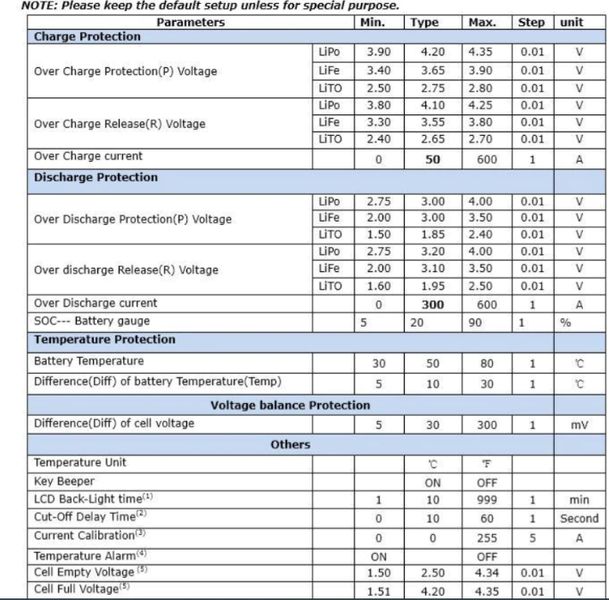 NOTE: Please keep the default setup unless for special purpose.
Parameters Min. Type Max. Step unit
Charge Protection
Over Charge Protection(P) Voltage LiPo 3.90 4.20 4.35 0.01 V
LiFe 3.40 3.65 3.90 0.01 V
LiTO 2.50 2.75 2.80 0.01 V
Over Charge Release(R) Voltage LiPo 3.80 4.10 4.25 0.01 V
LiFe 3.30 3.55 3.80 0.01 V
LiTO 2.40 2.65 2.70 0.01 V
Over Charge current 0 50 600 1 A
Discharge Protection
Over Discharge Protection(P) Voltage LiPo 2.75 3.00 4.00 0.01 V
LiFe 2.00 3.00 3.50 0.01 V
LiTO 1.50 1.85 2.40 0.01 V
Over discharge Release(R) Voltage LiPo 2.75 3.20 4.00 0.01 V
LiFe 2.00 3.10 3.50 0.01 V
LiTO 1.60 1.95 2.50 0.01 V
Over Discharge current 0 300 600 1 A
SOC--- Battery gauge 5 20 90 1 %
Temperature Protection
Battery Temperature 30 50 80 1 ℃
Difference(Diff) of battery Temperature(Temp) 5 10 30 1 ℃
Voltage balance Protection
Difference(Diff) of cell voltage 5 30 300 1 mV
Others
Temperature Unit ℃ ℉
Key Beeper ON OFF
LCD Back-Light time(1) 1 10 999 1 min
Cut-Off Delay Time(2) 0 10 60 1 Second
Current Calibration(3) 0 0 255 5 A
Temperature Alarm(4) ON OFF
Cell Empty Voltage (5) 1.50 2.50 4.34 0.01 V
Cell Full Voltage(5) 1.51 4.20 4.35 0.01 V